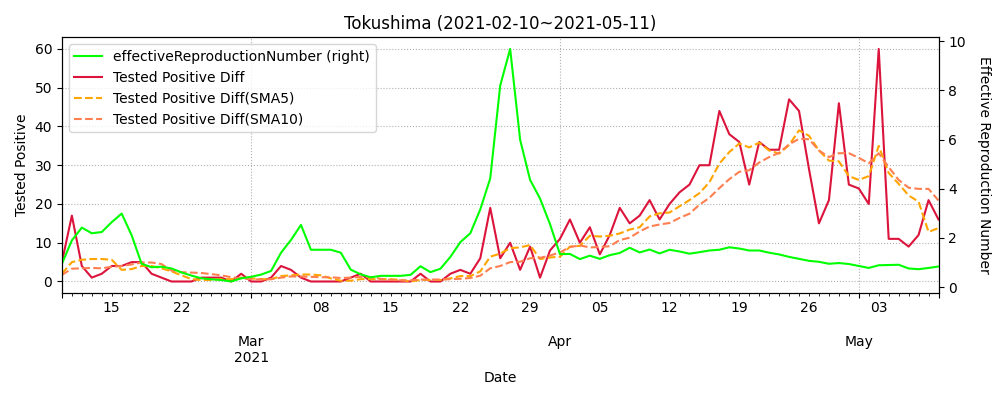 Tokushima (2021-02-10~2021-05-11)
effectiveReproductionNumber (right)
Tested Positive Diff
Tested Positive Diff(SMA5)
Tested Positive Diff(SMA10)
Tested Positive
60
50
40
30
20
10
0
10
8
6
4
2
0
Effective Reproduction Number
15 22 08 15 22 29 05 12 19 26 03
Mar Apr May
2021
Date